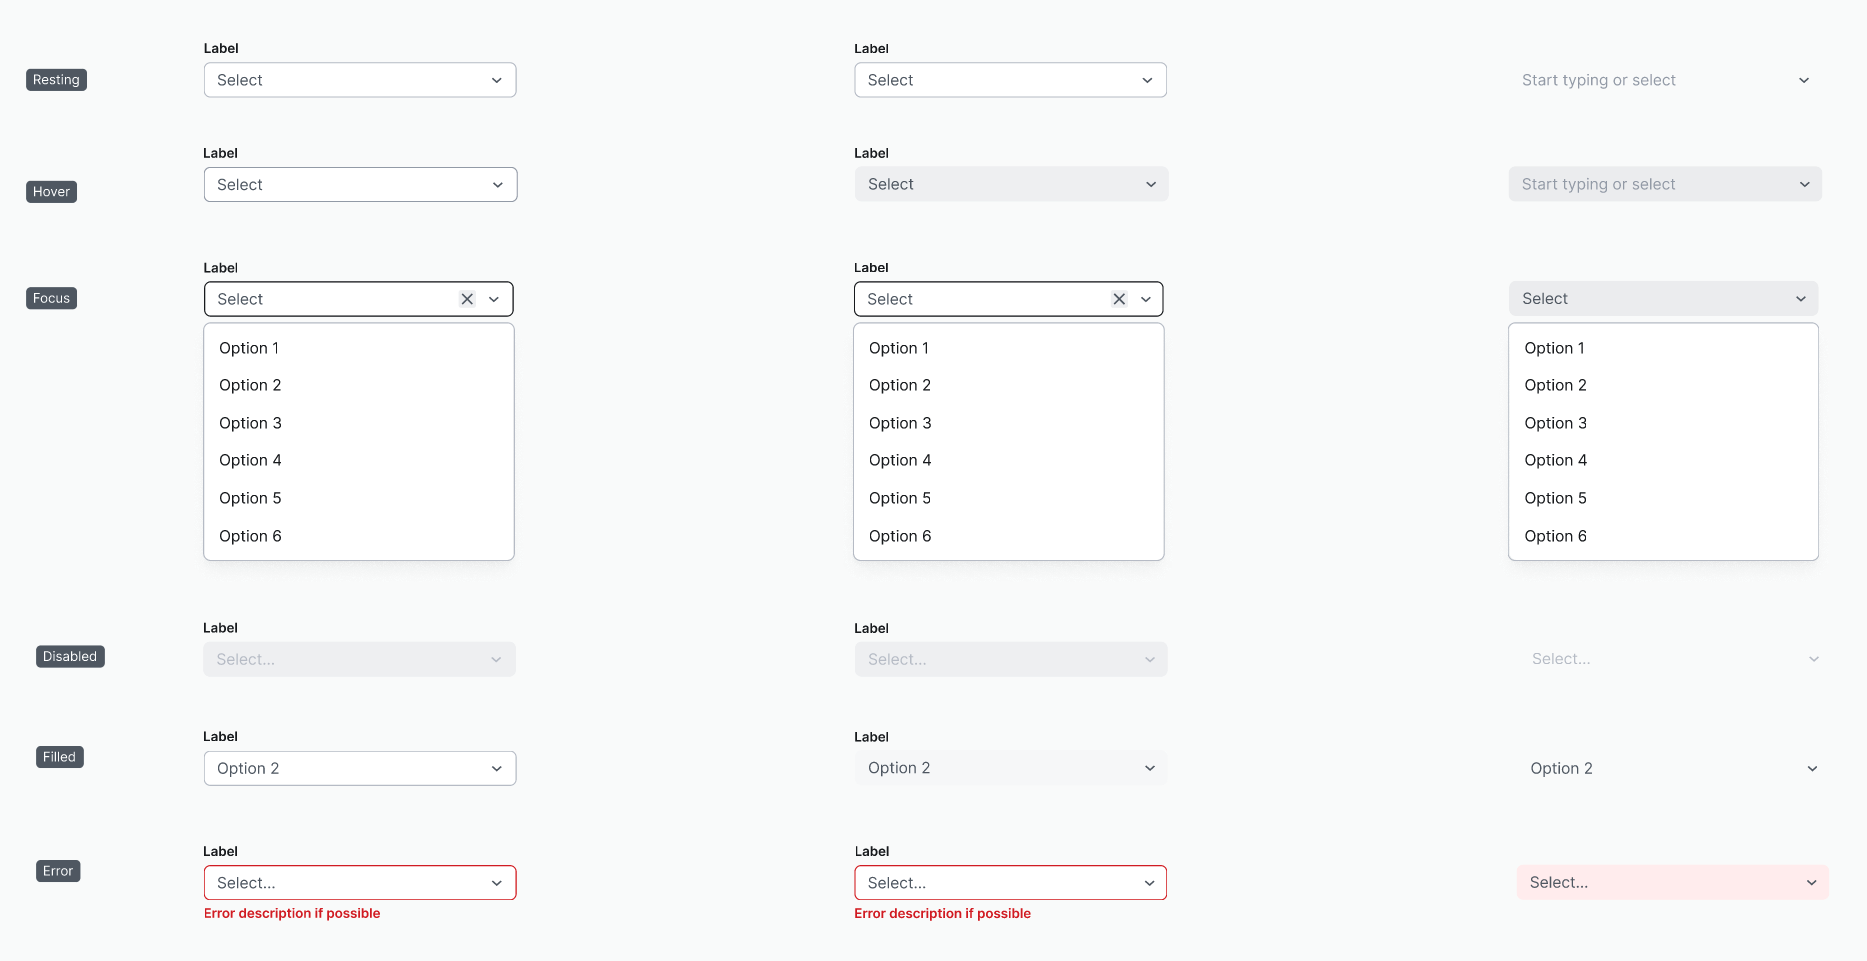 Label
Label
Resting
Select
Select
Start typing or select
Label
Label
Hover
Select
Select
Start typing or select
Label
Label
Focus
Select
Select
Select
Option 1
Option 1
Option 1
Option 2
Option 2
Option 2
Option 3
Option 3
Option 3
Option 4
Option 4
Option 4
Option 5
Option 5
Option 5
Option 6
Option 6
Option 6
Label
Label
Disabled
Select...
Select...
Select...
Label
Label
Filled
Option 2
Option 2
Option 2
Label
Label
Error
Select...
Select...
Select...
Error description if possible
Error description if possible